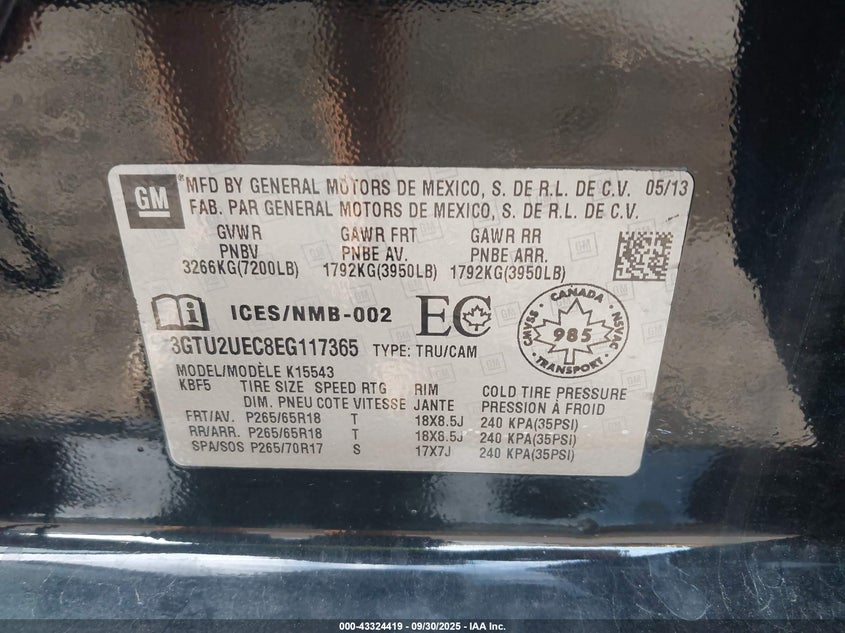 GM
MFD BY GENERAL MOTORS DE MEXICO, S. DE R.L. DE C.V. 05/13
FAB. PAR GENERAL MOTORS DE MEXICO, S. DE R.L. DE C.V.
GVWR GAWR FRT GAWR RR
PNBV PNBE AV. PNBE ARR.
3266KG(7200LB) 1792KG(3950LB) 1792KG(3950LB)
ICES/NMB-002 EC
CANADA
CMVSS 985 NSVAC
TRANSPORT
3GTU2UEC8EG117365 TYPE: TRU/CAM
MODEL/MODÈLE K15543
KBF5 TIRE SIZE SPEED RTG RIM COLD TIRE PRESSURE
DIM. PNEU COTE VITESSE JANTE PRESSION À FROID
FRT/AV. P265/65R18 T 18X8.5J 240 KPA(35PSI)
RR/ARR. P265/65R18 T 18X8.5J 240 KPA(35PSI)
SPA/SOS P265/70R17 S 17X7J 240 KPA(35PSI)
000-43324419 - 09/30/2025 - IAA Inc.